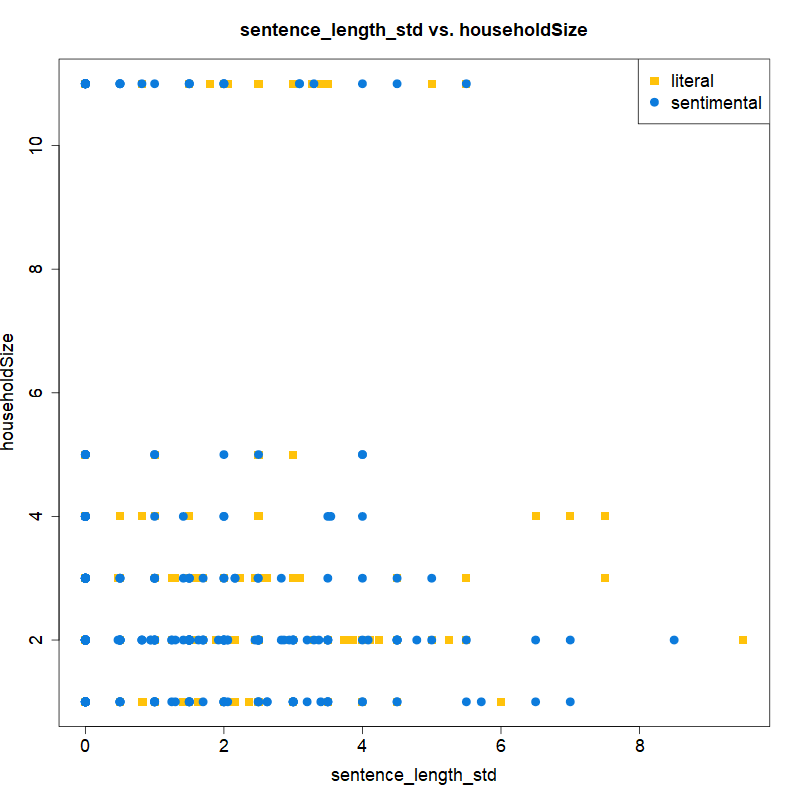 sentence_length_std vs. householdSize
literal
sentimental
10
8
6
4
2
householdSize
0 2 4 6 8
sentence_length_std